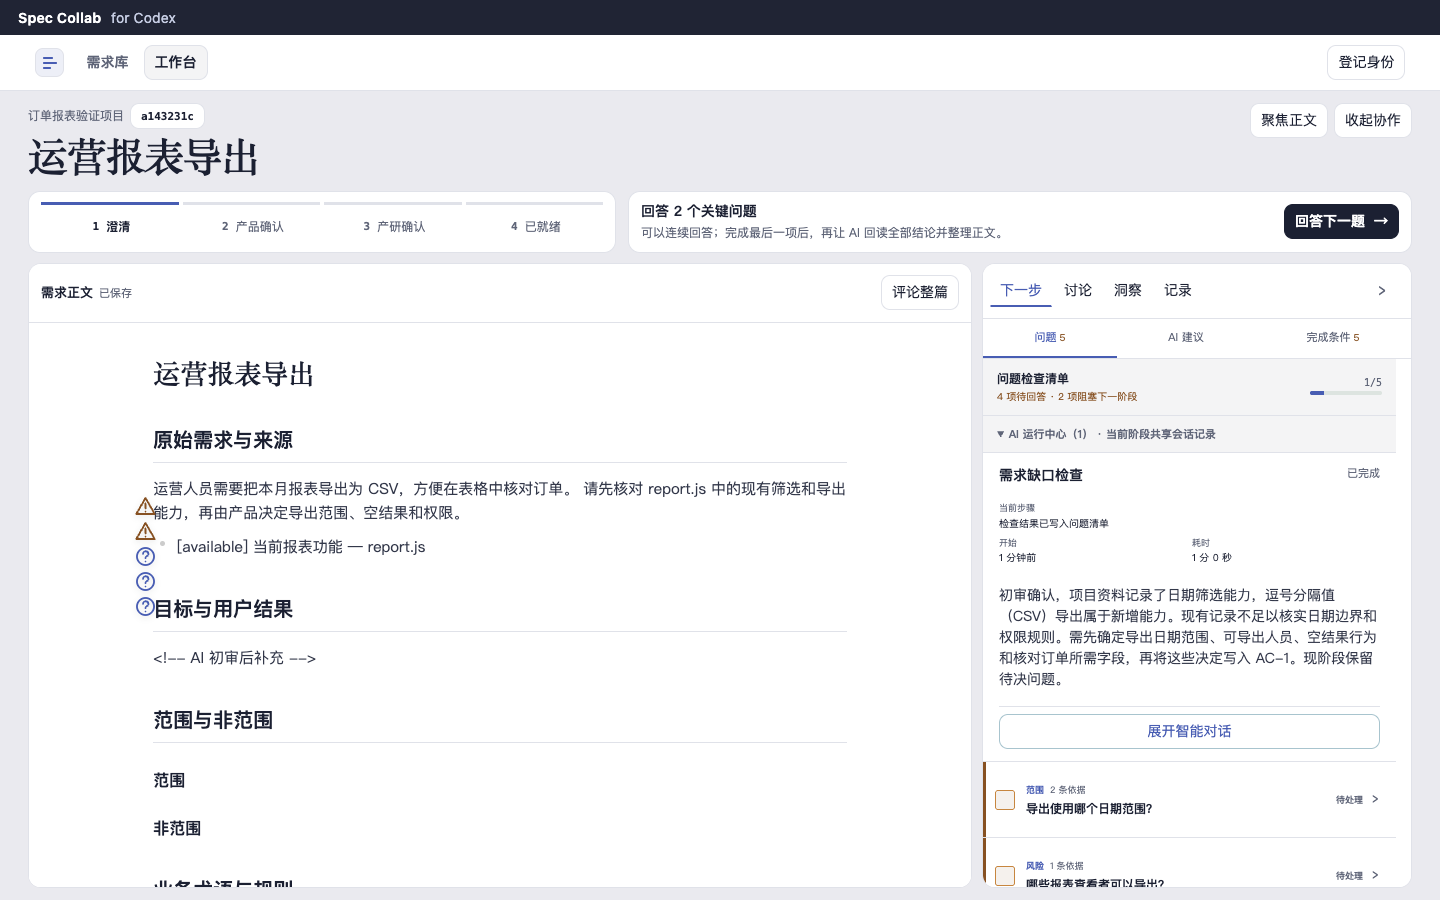 Spec Collab for Codex
需求库
工作台
登记身份
订单报表验证项目 a143231c
运营报表导出
聚焦正文
收起协作
1 澄清
2 产品确认
3 产研确认
4 已就绪
回答 2 个关键问题
可以连续回答；完成最后一项后，再让 AI 回读全部结论并整理正文。
回答下一题 →
需求正文 已保存
评论整篇
运营报表导出
原始需求与来源
运营人员需要把本月报表导出为 CSV，方便在表格中核对订单。 请先核对 report.js 中的现有筛选和导出
能力，再由产品决定导出范围、空结果和权限。
[available] 当前报表功能 — report.js
目标与用户结果
<!-- AI 初审后补充 -->
范围与非范围
范围
非范围
业务术语与规则
下一步
讨论
洞察
记录
问题 5
AI 建议
完成条件 5
问题检查清单
4 项待回答 · 2 项阻塞下一阶段
1/5
▼ AI 运行中心（1） · 当前阶段共享会话记录
需求缺口检查
已完成
当前步骤
检查结果已写入问题清单
开始
1 分钟前
耗时
1 分 0 秒
初审确认，项目资料记录了日期筛选能力，逗号分隔值
（CSV）导出属于新增能力。现有记录不足以核实日期边界和
权限规则。需先确定导出日期范围、可导出人员、空结果行为
和核对订单所需字段，再将这些决定写入 AC-1。现阶段保留
待决问题。
展开智能对话
范围 2 条依据
导出使用哪个日期范围?
待处理
风险 1 条依据
哪些报表查看者可以导出?
待处理